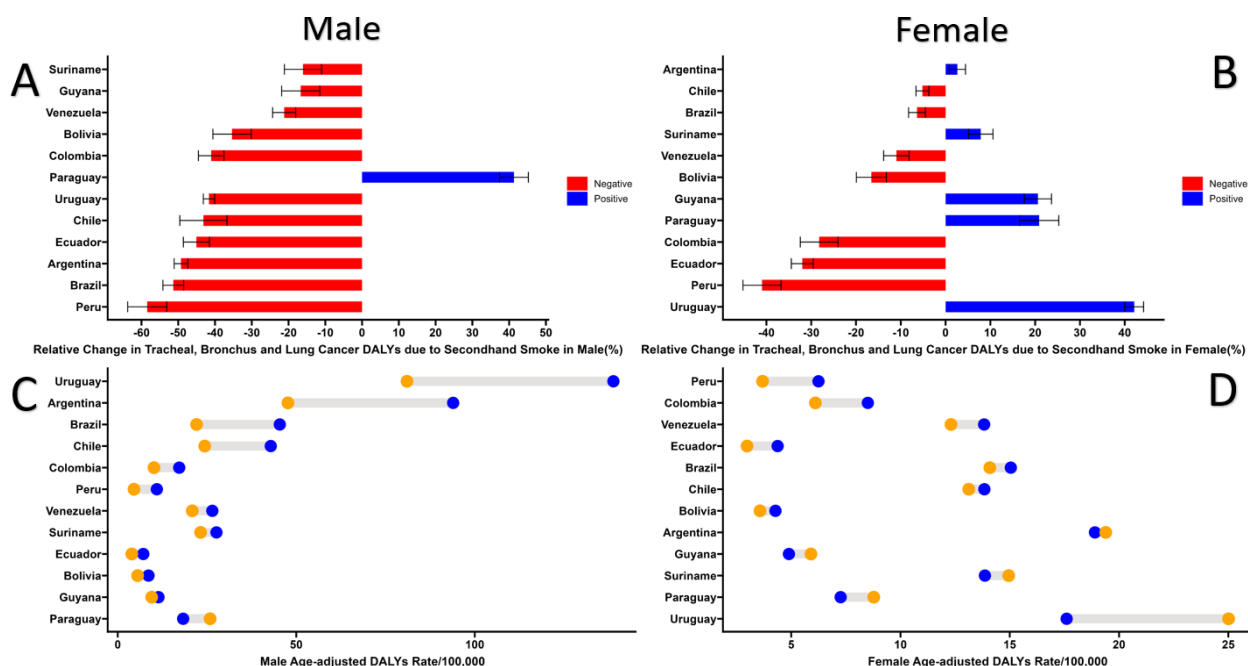 Male
Female
A
Suriname
Guyana
Venezuela
Bolivia
Colombia
Paraguay
Uruguay
Chile
Ecuador
Argentina
Brazil
Peru
Negative
Positive
-60 -50 -40 -30 -20 -10 0 10 20 30 40 50
Relative Change in Tracheal, Bronchus and Lung Cancer DALYs due to Secondhand Smoke in Male(%)
B
Argentina
Chile
Brazil
Suriname
Venezuela
Bolivia
Guyana
Paraguay
Colombia
Ecuador
Peru
Uruguay
Negative
Positive
-40 -30 -20 -10 0 10 20 30 40
Relative Change in Tracheal, Bronchus and Lung Cancer DALYs due to Secondhand Smoke in Female(%)
C
Uruguay
Argentina
Brazil
Chile
Colombia
Peru
Venezuela
Suriname
Ecuador
Bolivia
Guyana
Paraguay
0 50 100
Male Age-adjusted DALYs Rate/100.000
D
Peru
Colombia
Venezuela
Ecuador
Brazil
Chile
Bolivia
Argentina
Guyana
Suriname
Paraguay
Uruguay
5 10 15 20 25
Female Age-adjusted DALYs Rate/100.000